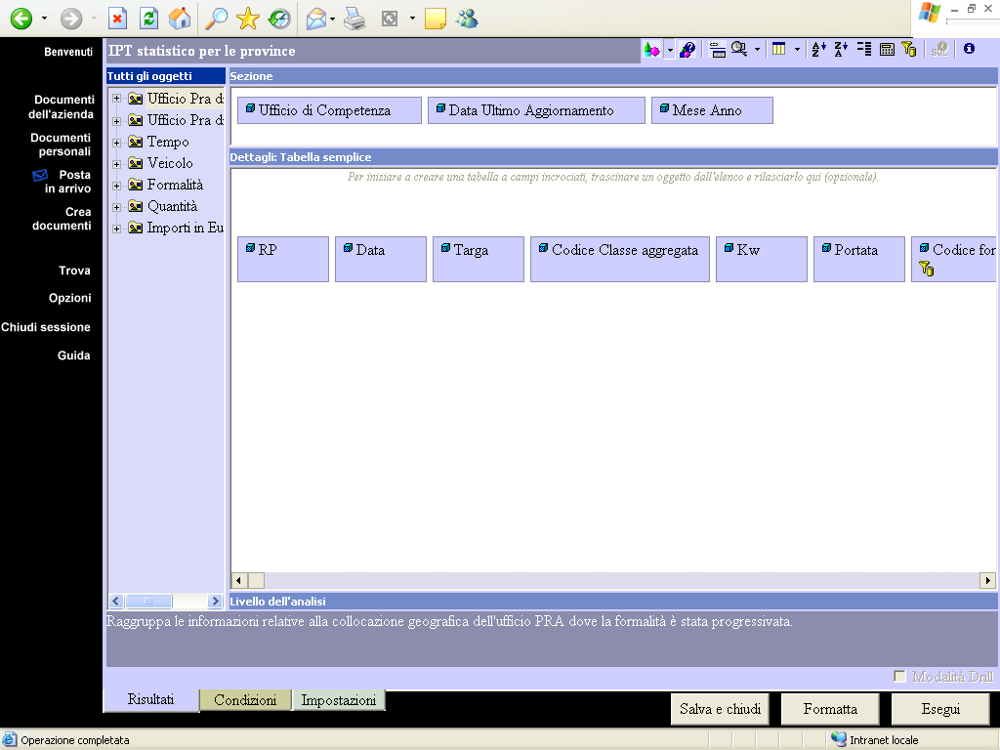 Benvenuti
Documenti
dell'azienda
Documenti
personali
Posta
in arrivo
Crea
documenti
Trova
Opzioni
Chiudi sessione
Guida
IPT statistico per le province
Tutti gli oggetti
Ufficio Pra d
Ufficio Pra d
Tempo
Veicolo
Formalità
Quantità
Importi in Eu
Sezione
Ufficio di Competenza
Data Ultimo Aggiornamento
Mese Anno
Dettagli: Tabella semplice
Per iniziare a creare una tabella a campi incrociati, trascinare un oggetto dall'elenco e rilasciarlo qui (opzionale).
RP
Data
Targa
Codice Classe aggregata
Kw
Portata
Codice for
Livello dell'analisi
Raggruppa le informazioni relative alla collocazione geografica dell'ufficio PRA dove la formalità è stata progressivata.
Modalità Drill
Risultati
Condizioni
Impostazioni
Salva e chiudi
Formatta
Esegui
Operazione completata
Intranet locale